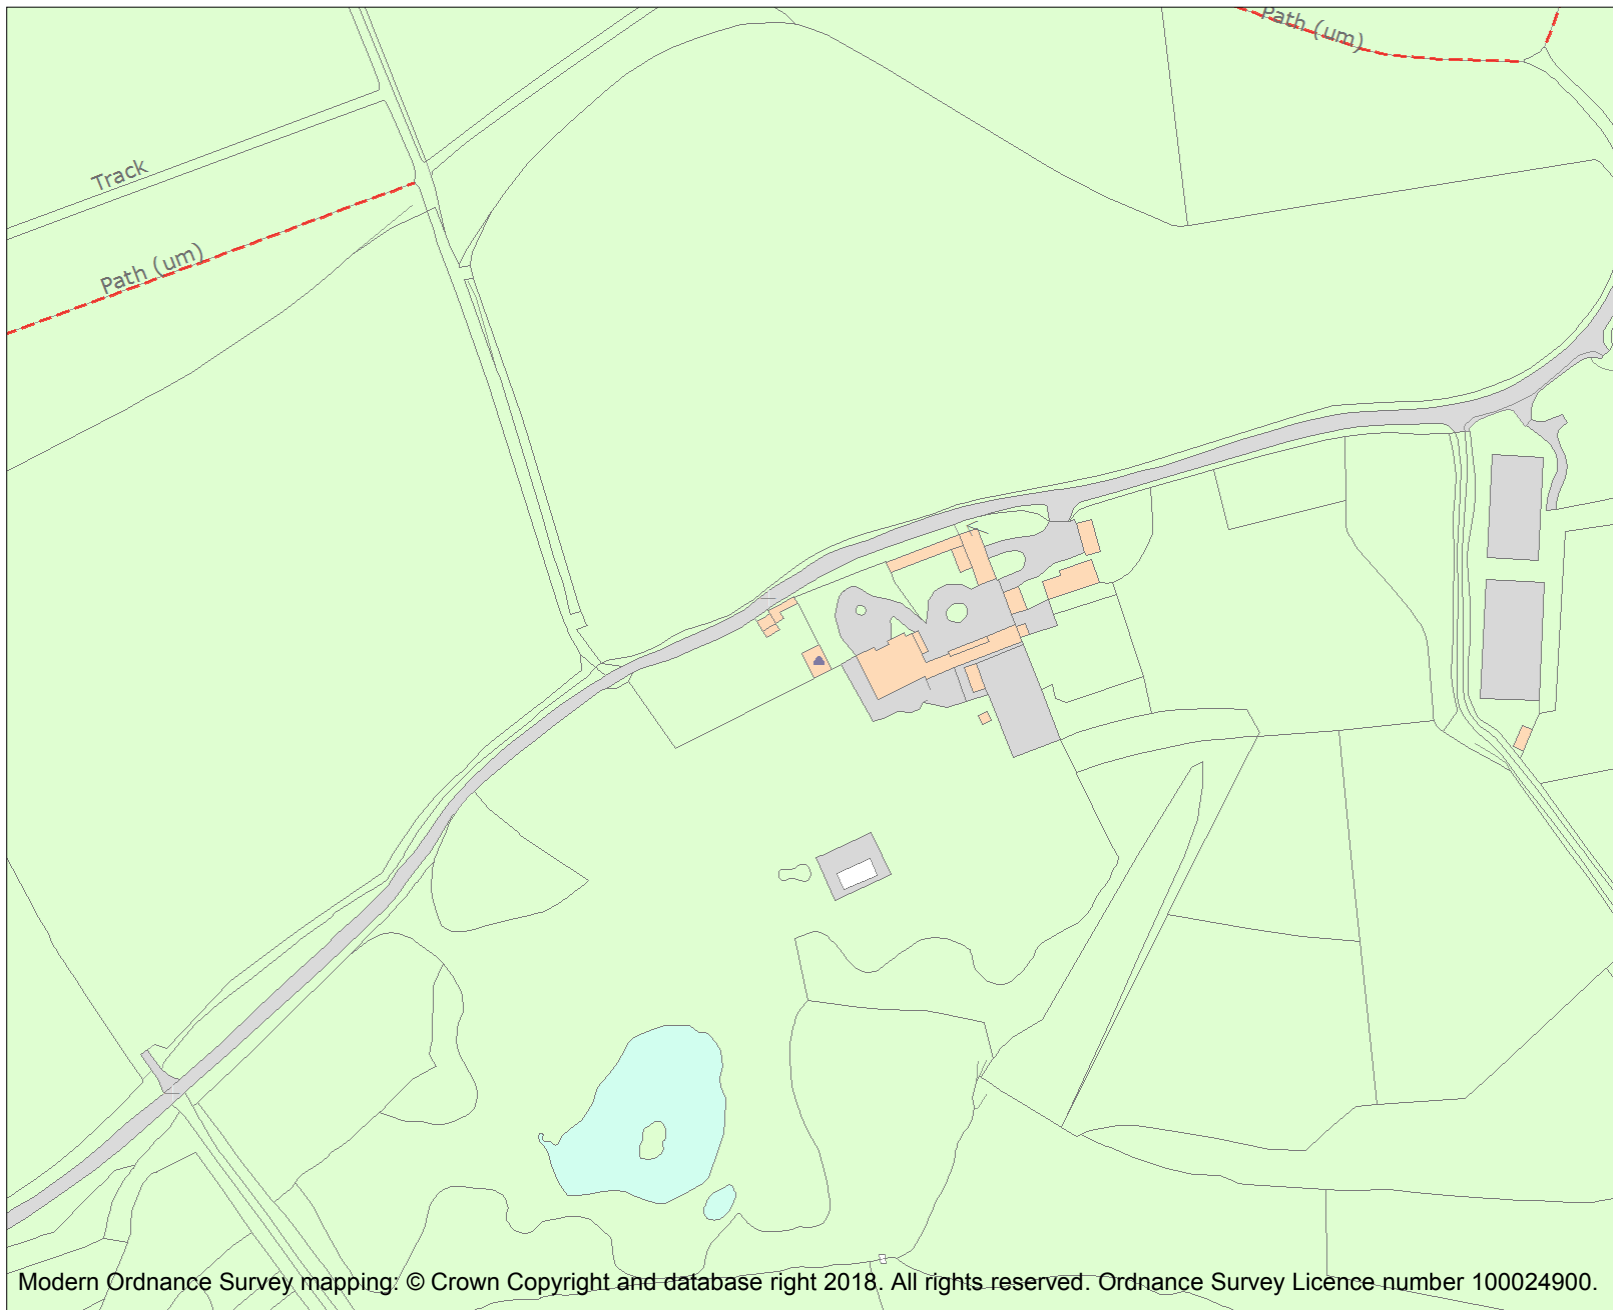 Path (um)
Track
Path (um)
Modern Ordnance Survey mapping: © Crown Copyright and database right 2018. All rights reserved. Ordnance Survey Licence number 100024900.